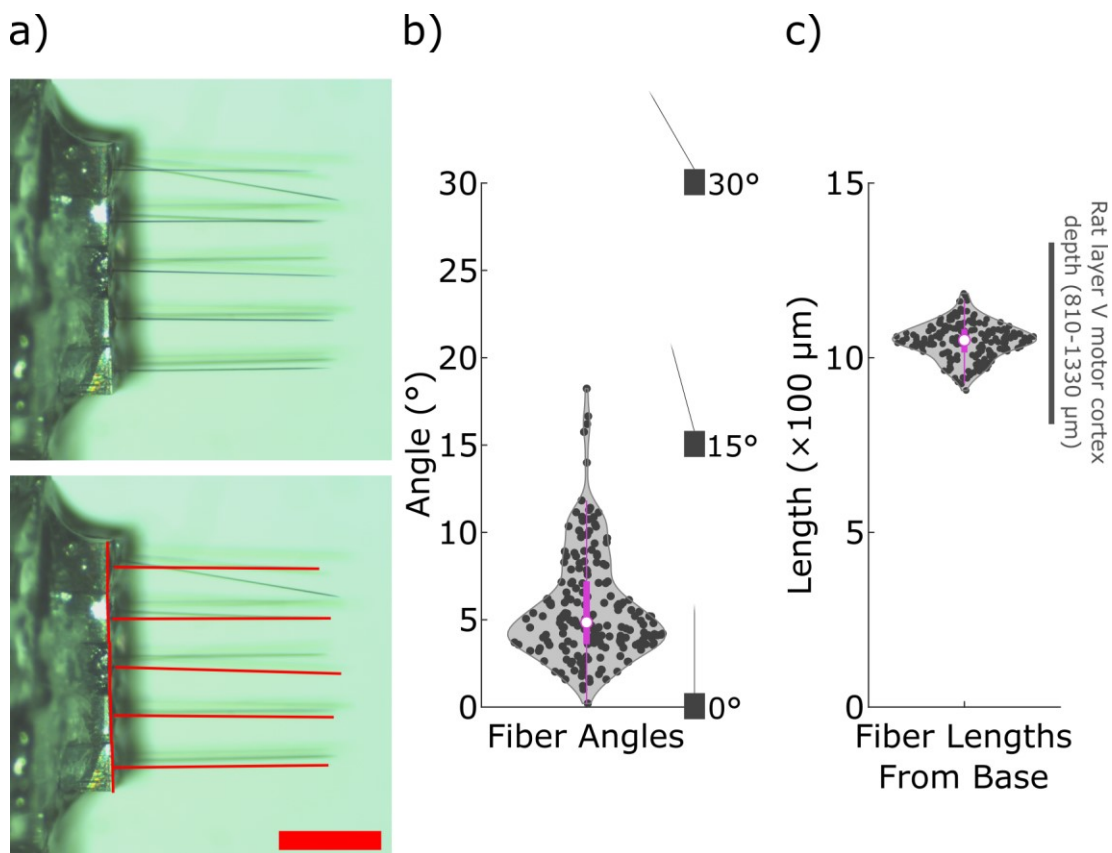 a)
b)
c)
30
25
20
15
10
5
0
Angle (°)
Fiber Angles
30°
15°
0°
15
10
5
0
Length (×100 µm)
Fiber Lengths
From Base
Rat layer V motor cortex
depth (810-1330 µm)